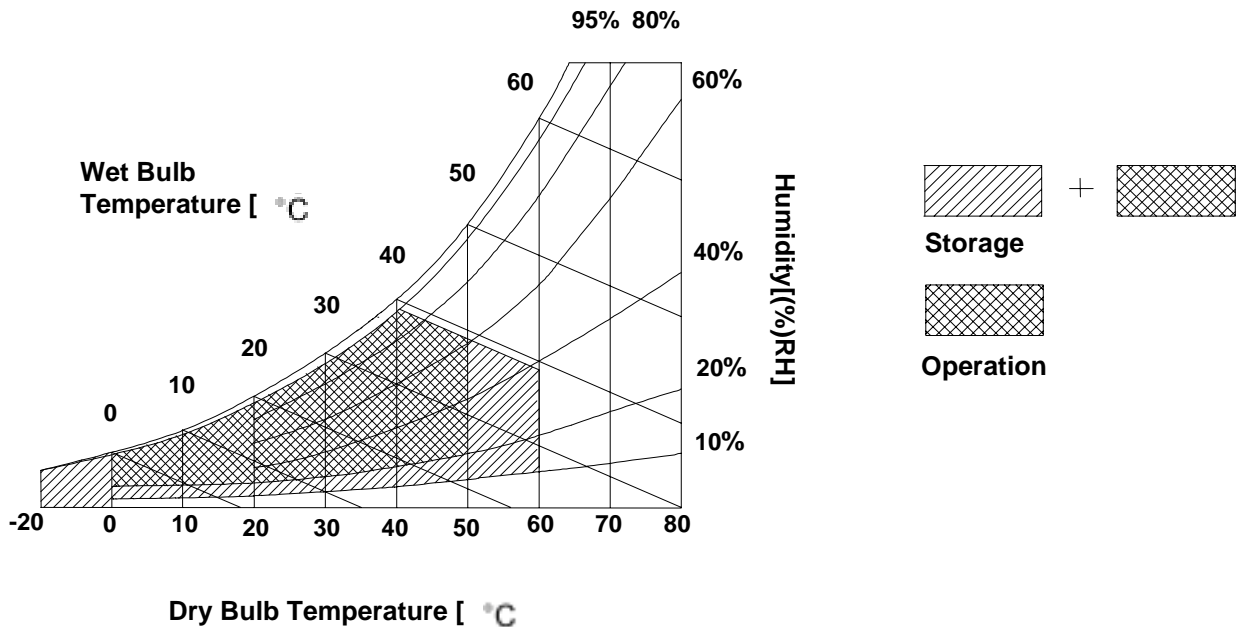 95% 80%
60
60%
Wet Bulb
Temperature [ °C
50
40
40%
30
20
20%
10
10%
0
Humidity[(%)RH]
-20 0 10 20 30 40 50 60 70 80
Dry Bulb Temperature [ °C
+
Storage
Operation